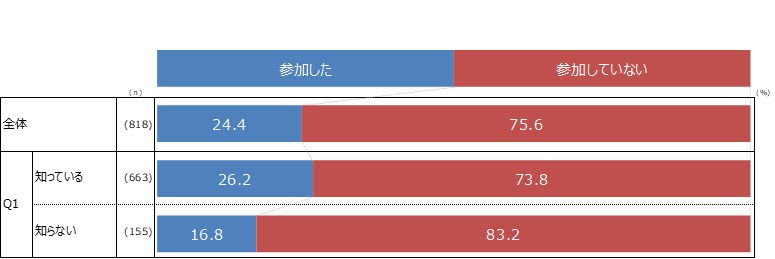 参加した 参加していない
(n) (%)
全体 (818) 24.4 75.6
Q1
知っている (663) 26.2 73.8
知らない (155) 16.8 83.2